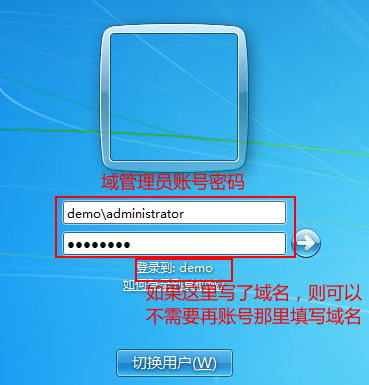 域管理员账号密码
demo\administrator
●●●●●●●●
登录到: demo
如何登录到其他域?
如果这里写了域名，则可以
不需要再账号那里填写域名
切换用户(W)